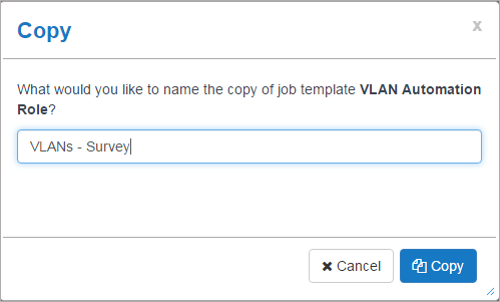 Copy
x
What would you like to name the copy of job template VLAN Automation
Role?
VLANs - Survey
Cancel
Copy